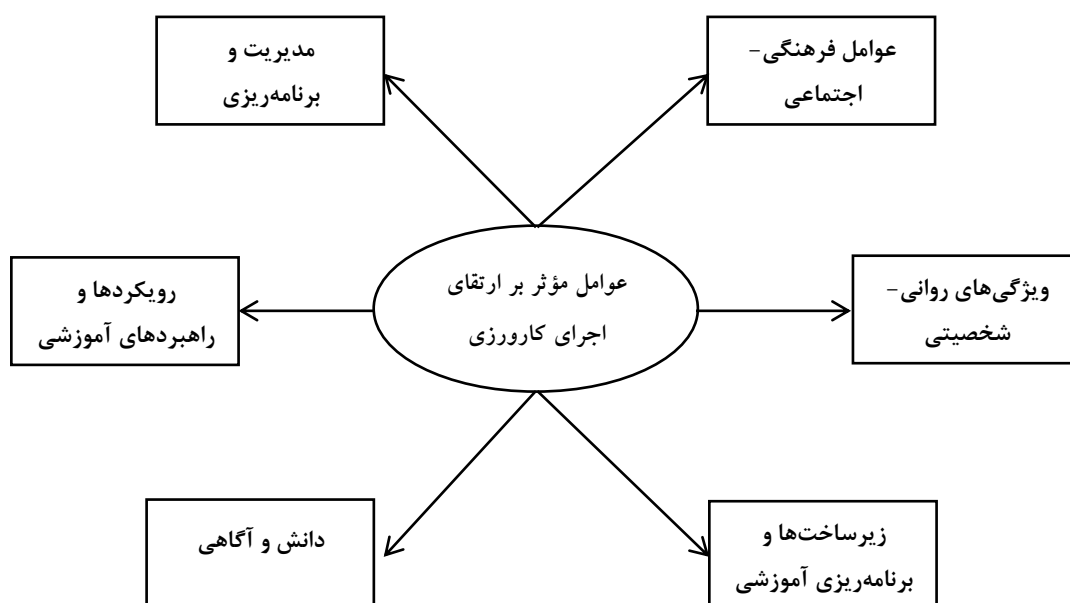 عوامل فرهنگی-
اجتماعی
مدیریت و
برنامه‌ریزی
ویژگی‌های روانی-
شخصیتی
عوامل مؤثر بر ارتقای
اجرای کارورزی
رویکردها و
راهبردهای آموزشی
زیرساخت‌ها و
برنامه‌ریزی آموزشی
دانش و آگاهی